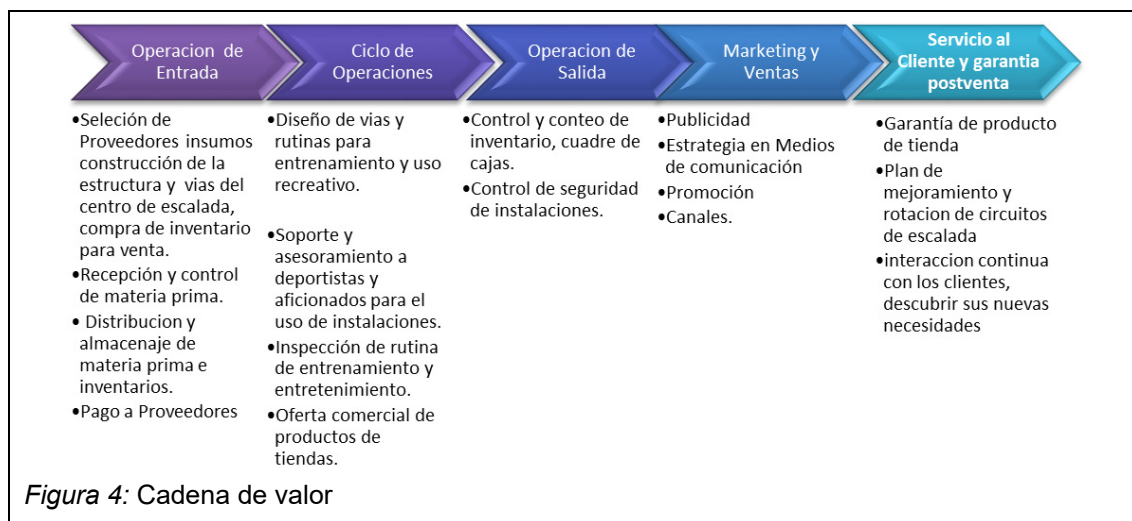 Operacion de
Entrada
Ciclo de
Operaciones
Operacion de
Salida
Marketing y
Ventas
Servicio al
Cliente y garantia
postventa
•Seleción de
Proveedores insumos
construcción de la
estructura y vias del
centro de escalada,
compra de inventario
para venta.
•Recepción y control
de materia prima.
• Distribucion y
almacenaje de
materia prima e
inventarios.
•Pago a Proveedores
•Diseño de vias y
rutinas para
entrenamiento y uso
recreativo.
•Soporte y
asesoramiento a
deportistas y
aficionados para el
uso de instalaciones.
•Inspección de rutina
de entrenamiento y
entretenimiento.
•Oferta comercial de
productos de
tiendas.
•Control y conteo de
inventario, cuadre de
cajas.
•Control de seguridad
de instalaciones.
•Publicidad
•Estrategia en Medios
de comunicación
•Promoción
•Canales.
•Garantía de producto
de tienda
•Plan de
mejoramiento y
rotacion de circuitos
de escalada
•interaccion continua
con los clientes,
descubrir sus nuevas
necesidades
Figura 4: Cadena de valor